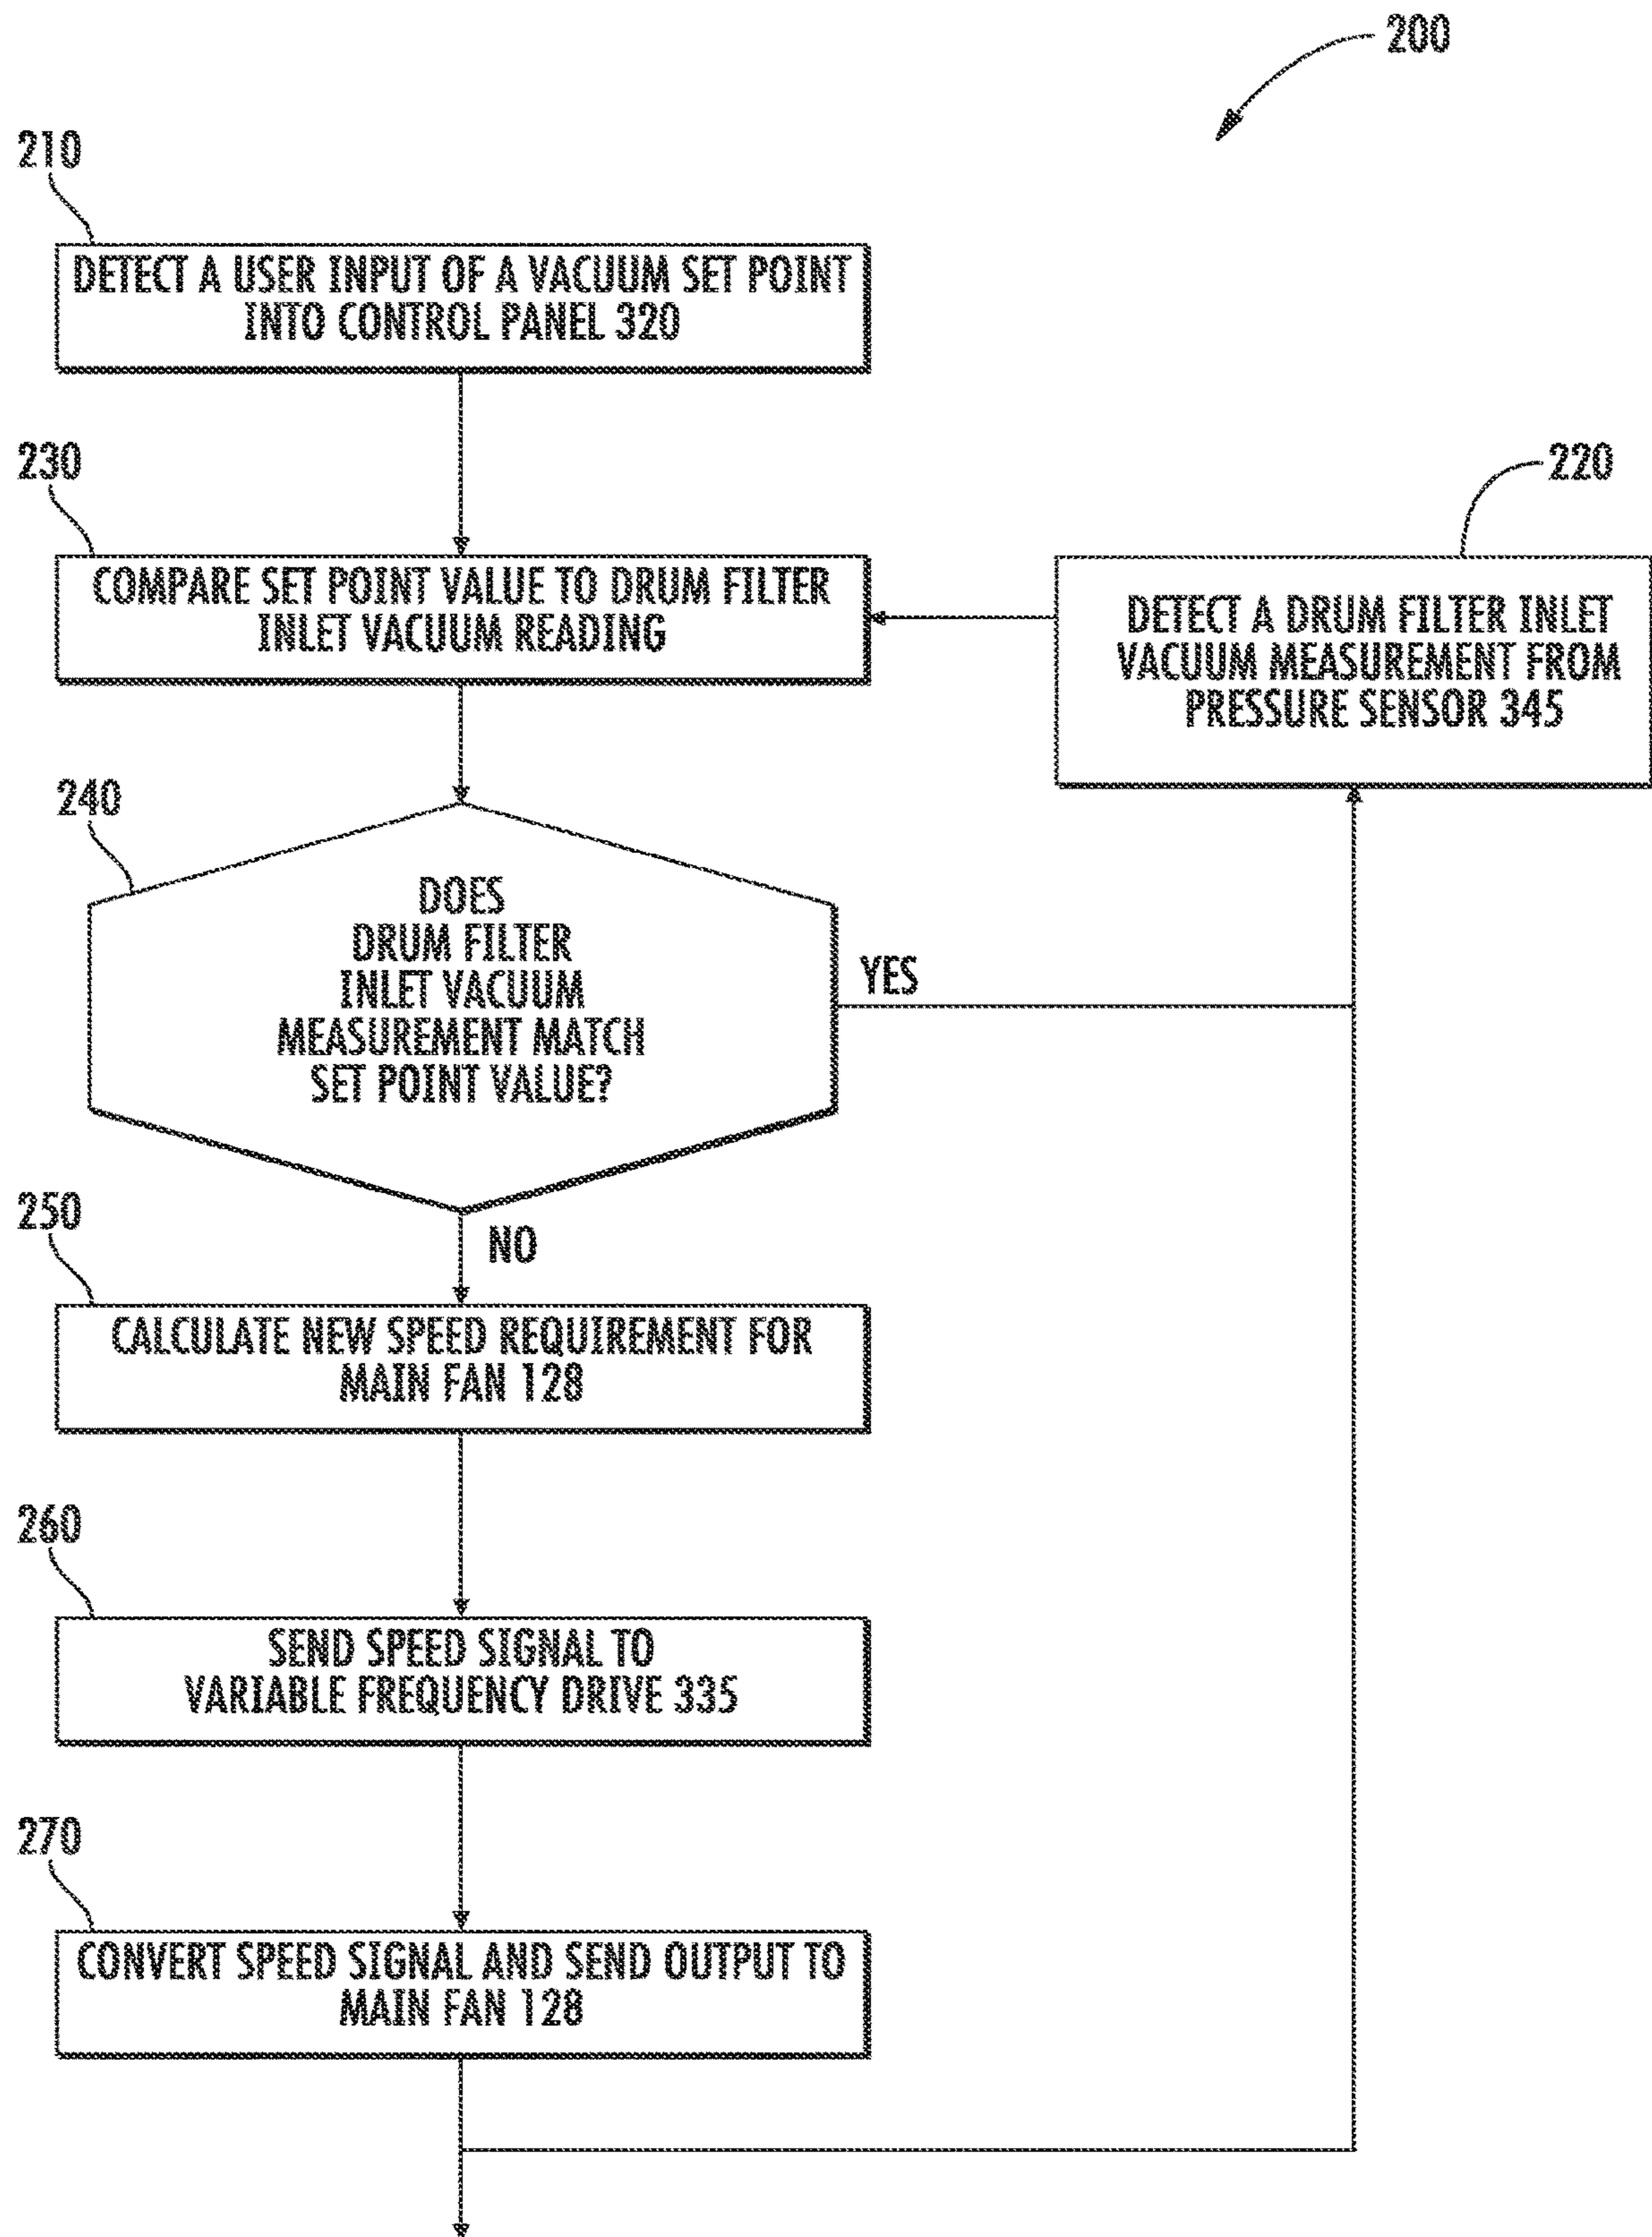 200
210
DETECT A USER INPUT OF A VACUUM SET POINT
INTO CONTROL PANEL 320
230
COMPARE SET POINT VALUE TO DRUM FILTER
INLET VACUUM READING
220
DETECT A DRUM FILTER INLET
VACUUM MEASUREMENT FROM
PRESSURE SENSOR 345
240
DOES
DRUM FILTER
INLET VACUUM
MEASUREMENT MATCH
SET POINT VALUE?
YES
NO
250
CALCULATE NEW SPEED REQUIREMENT FOR
MAIN FAN 128
260
SEND SPEED SIGNAL TO
VARIABLE FREQUENCY DRIVE 335
270
CONVERT SPEED SIGNAL AND SEND OUTPUT TO
MAIN FAN 128